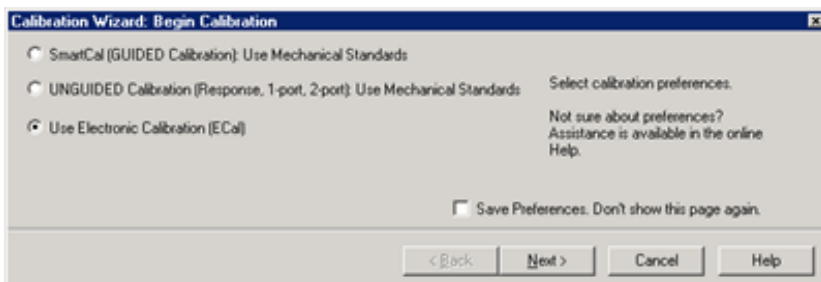 Calibration Wizard: Begin Calibration
SmartCal (GUIDED Calibration): Use Mechanical Standards
UNGUIDED Calibration (Response, 1-port, 2-port): Use Mechanical Standards
Use Electronic Calibration (ECal)
Select calibration preferences.
Not sure about preferences?
Assistance is available in the online
Help.
Save Preferences. Don't show this page again.
< Back
Next >
Cancel
Help